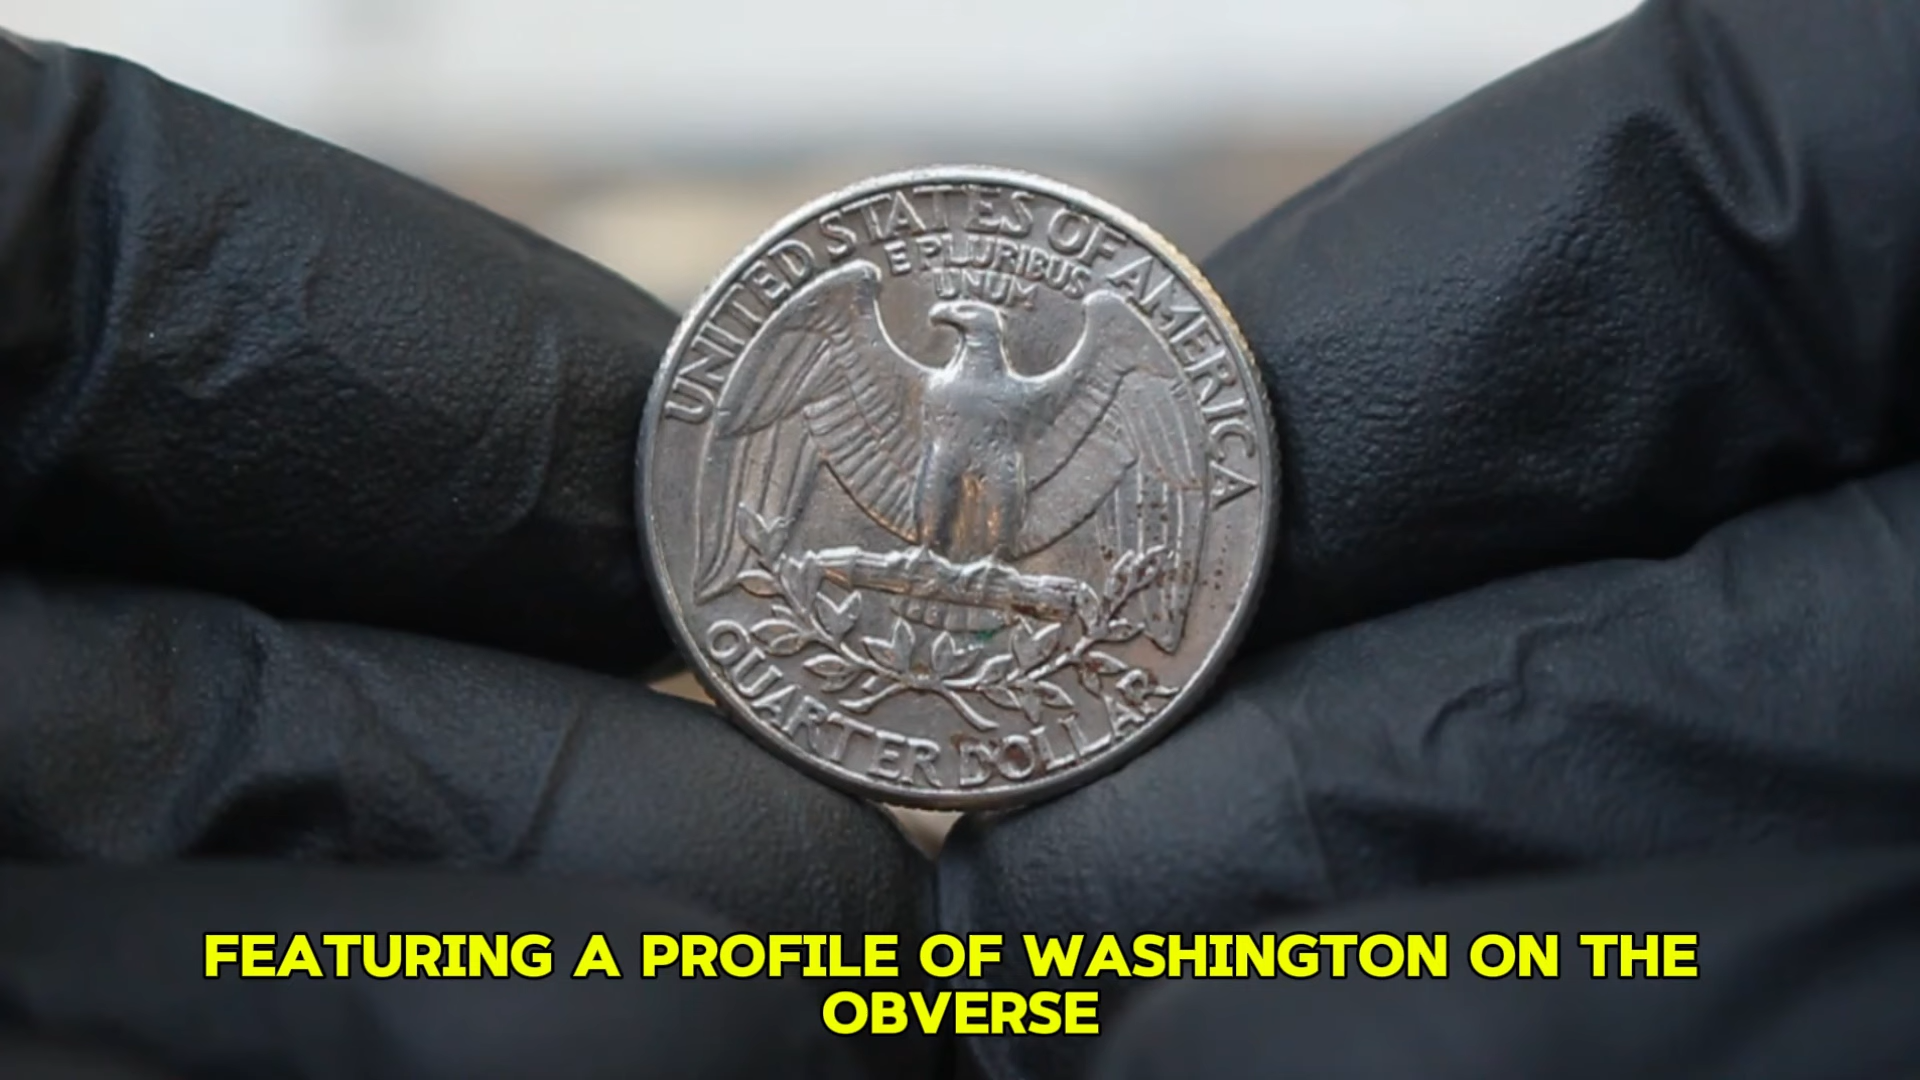 UNITED STATES OF AMERICA
E PLURIBUS
UNUM
QUARTER DOLLAR
FEATURING A PROFILE OF WASHINGTON ON THE
OBVERSE